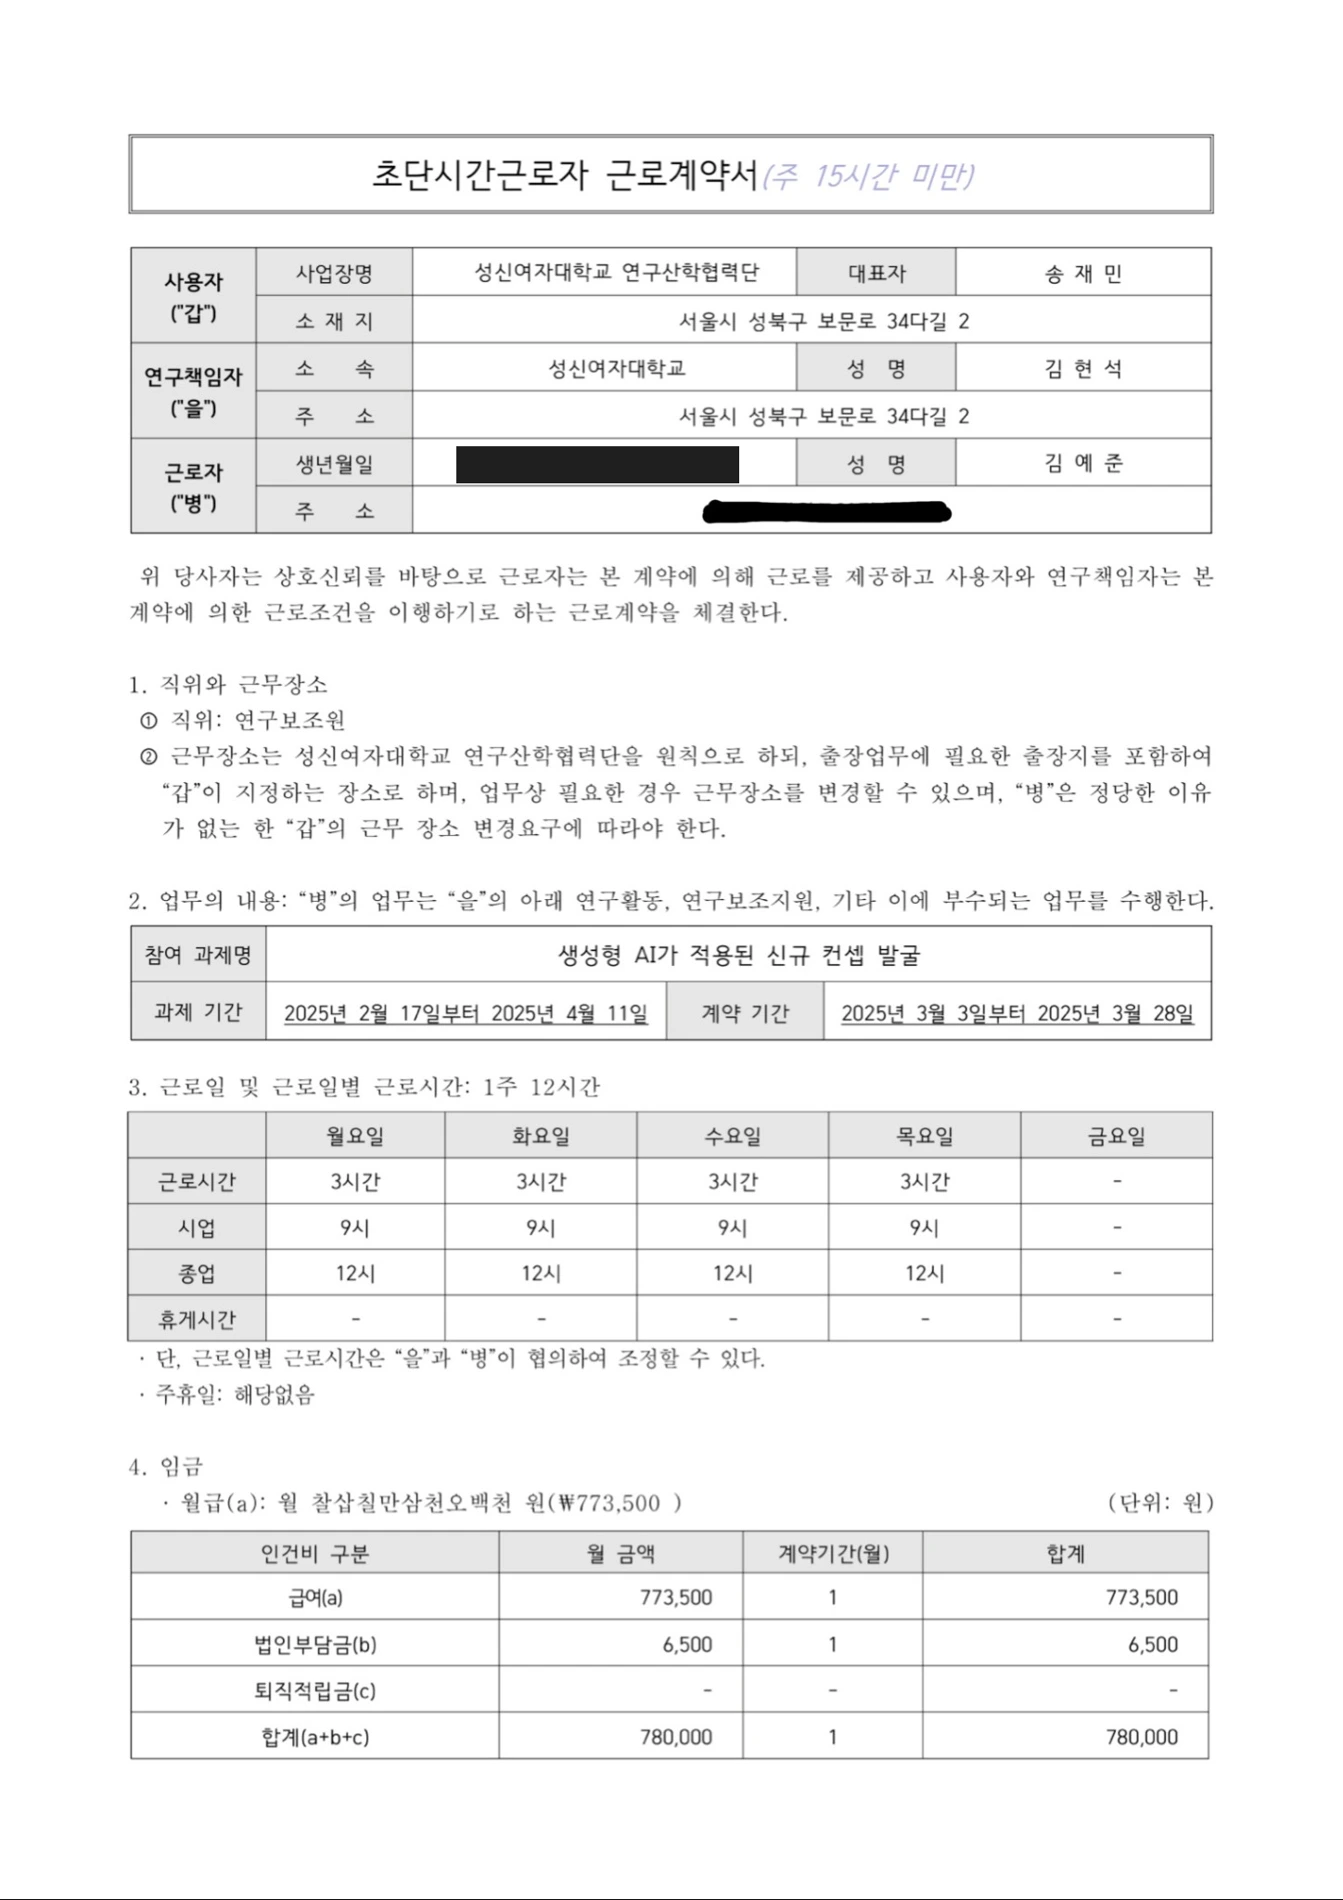 초단시간근로자 근로계약서(주 15시간 미만)
사용자 ("갑") 사업장명 성신여자대학교 연구산학협력단 대표자 송 재 민
소 재 지 서울시 성북구 보문로 34다길 2
연구책임자 ("을") 소 속 성신여자대학교 성 명 김 현 석
주 소 서울시 성북구 보문로 34다길 2
근로자 ("병") 생년월일 성 명 김 예 준
주 소
위 당사자는 상호신뢰를 바탕으로 근로자는 본 계약에 의해 근로를 제공하고 사용자와 연구책임자는 본
계약에 의한 근로조건을 이행하기로 하는 근로계약을 체결한다.
1. 직위와 근무장소
① 직위: 연구보조원
② 근무장소는 성신여자대학교 연구산학협력단을 원칙으로 하되, 출장업무에 필요한 출장지를 포함하여
“갑”이 지정하는 장소로 하며, 업무상 필요한 경우 근무장소를 변경할 수 있으며, “병”은 정당한 이유
가 없는 한 “갑”의 근무 장소 변경요구에 따라야 한다.
2. 업무의 내용: “병”의 업무는 “을”의 아래 연구활동, 연구보조지원, 기타 이에 부수되는 업무를 수행한다.
참여 과제명 생성형 AI가 적용된 신규 컨셉 발굴
과제 기간 2025년 2월 17일부터 2025년 4월 11일 계약 기간 2025년 3월 3일부터 2025년 3월 28일
3. 근로일 및 근로일별 근로시간: 1주 12시간
월요일 화요일 수요일 목요일 금요일
근로시간 3시간 3시간 3시간 3시간 -
시업 9시 9시 9시 9시 -
종업 12시 12시 12시 12시 -
휴게시간 - - - - -
· 단, 근로일별 근로시간은 “을”과 “병”이 협의하여 조정할 수 있다.
· 주휴일: 해당없음
4. 임금
· 월급(a): 월 찰삽칠만삼천오백천 원(₩773,500 ) (단위: 원)
인건비 구분 월 금액 계약기간(월) 합계
급여(a) 773,500 1 773,500
법인부담금(b) 6,500 1 6,500
퇴직적립금(c) - - -
합계(a+b+c) 780,000 1 780,000